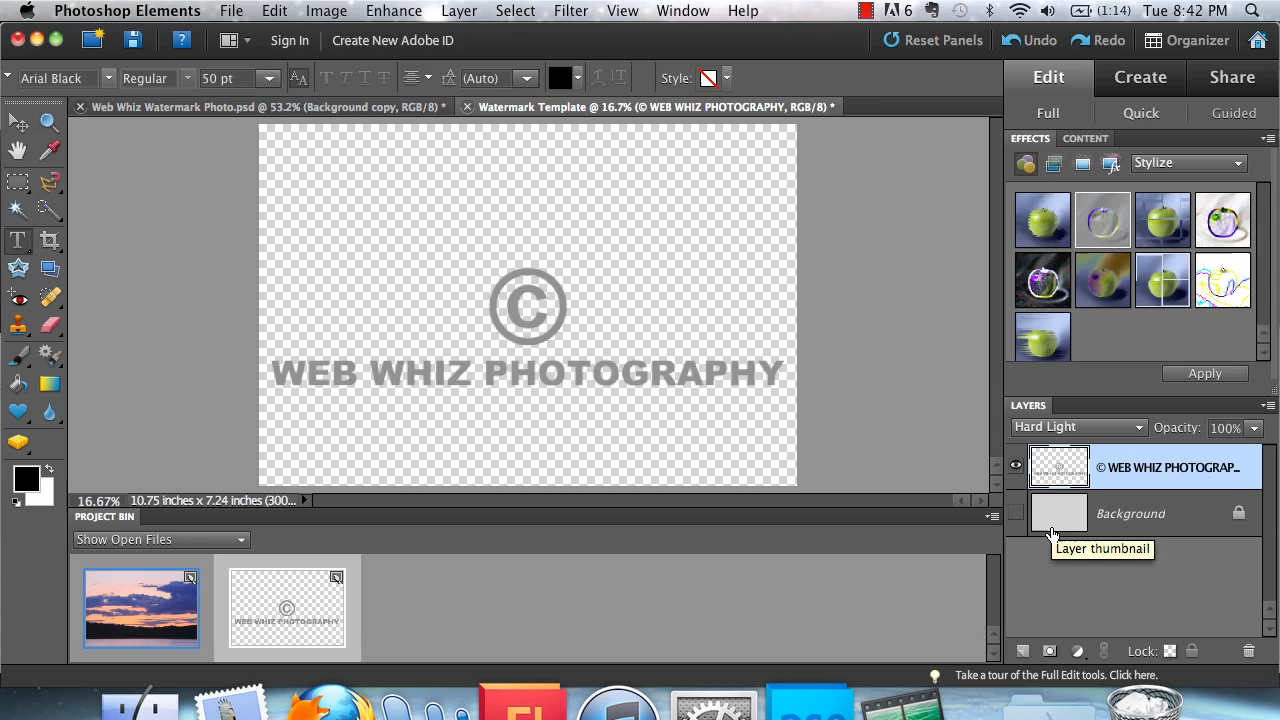 Photoshop Elements File Edit Image Enhance Layer Select Filter View Window Help 6 (1:14) Tue 8:42 PM
Sign In Create New Adobe ID Reset Panels Undo Redo Organizer
Arial Black Regular 50 pt (Auto) Style: Edit Create Share
Web Whiz Watermark Photo.psd @ 53.2% (Background copy, RGB/8) * Watermark Template @ 16.7% (© WEB WHIZ PHOTOGRAPHY, RGB/8) *
Full Quick Guided
EFFECTS CONTENT
Stylize
©
WEB WHIZ PHOTOGRAPHY
Apply
LAYERS
Hard Light Opacity: 100%
© WEB WHIZ PHOTOGRAP...
Background
Layer thumbnail
16.67% 10.75 inches x 7.24 inches (300...
PROJECT BIN
Show Open Files
©
WEB WHIZ PHOTOGRAPHY
Lock:
Take a tour of the Full Edit tools. Click here.